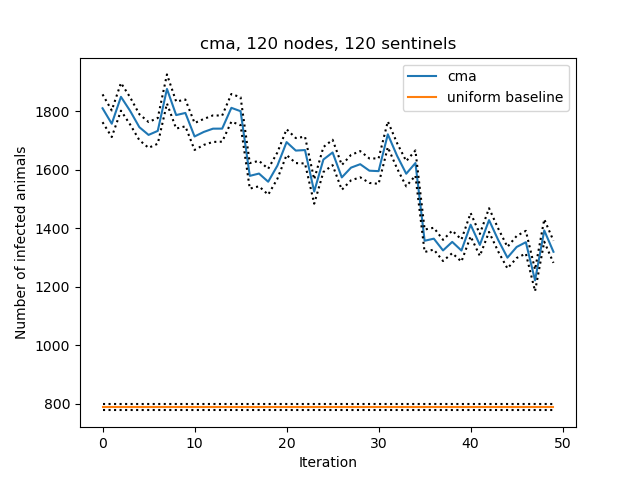 cma, 120 nodes, 120 sentinels
cma
uniform baseline
Number of infected animals
1800
1600
1400
1200
1000
800
0 10 20 30 40 50
Iteration